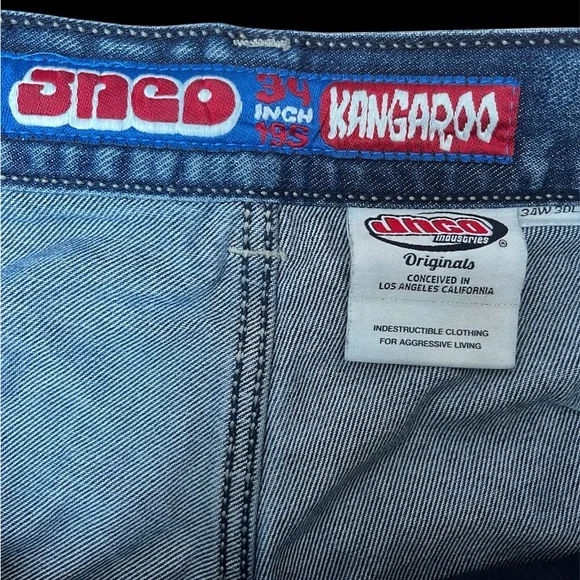 JNCO
34
INCH
19S
KANGAROO
34W 30L
JNCO
industries ®
Originals
CONCEIVED IN
LOS ANGELES CALIFORNIA
INDESTRUCTIBLE CLOTHING
FOR AGGRESSIVE LIVING